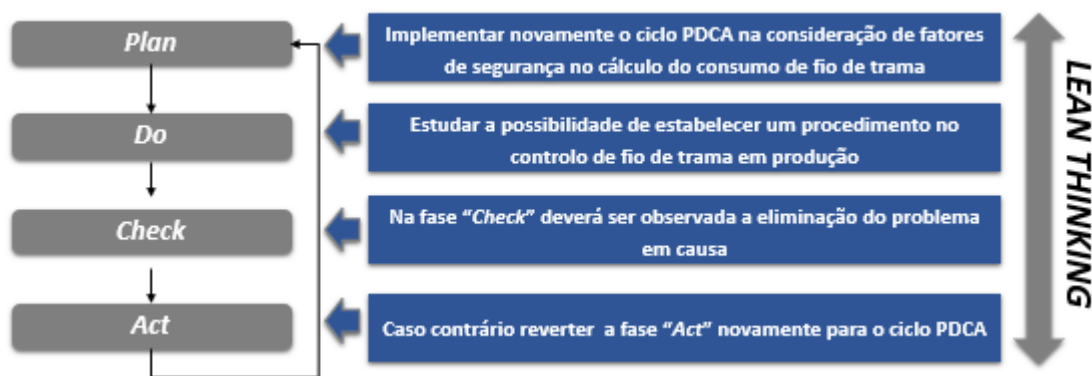 Plan
Implementar novamente o ciclo PDCA na consideração de fatores
de segurança no cálculo do consumo de fio de trama
Do
Estudar a possibilidade de estabelecer um procedimento no
controlo de fio de trama em produção
Check
Na fase “Check” deverá ser observada a eliminação do problema
em causa
Act
Caso contrário reverter a fase “Act” novamente para o ciclo PDCA
LEAN THINKING